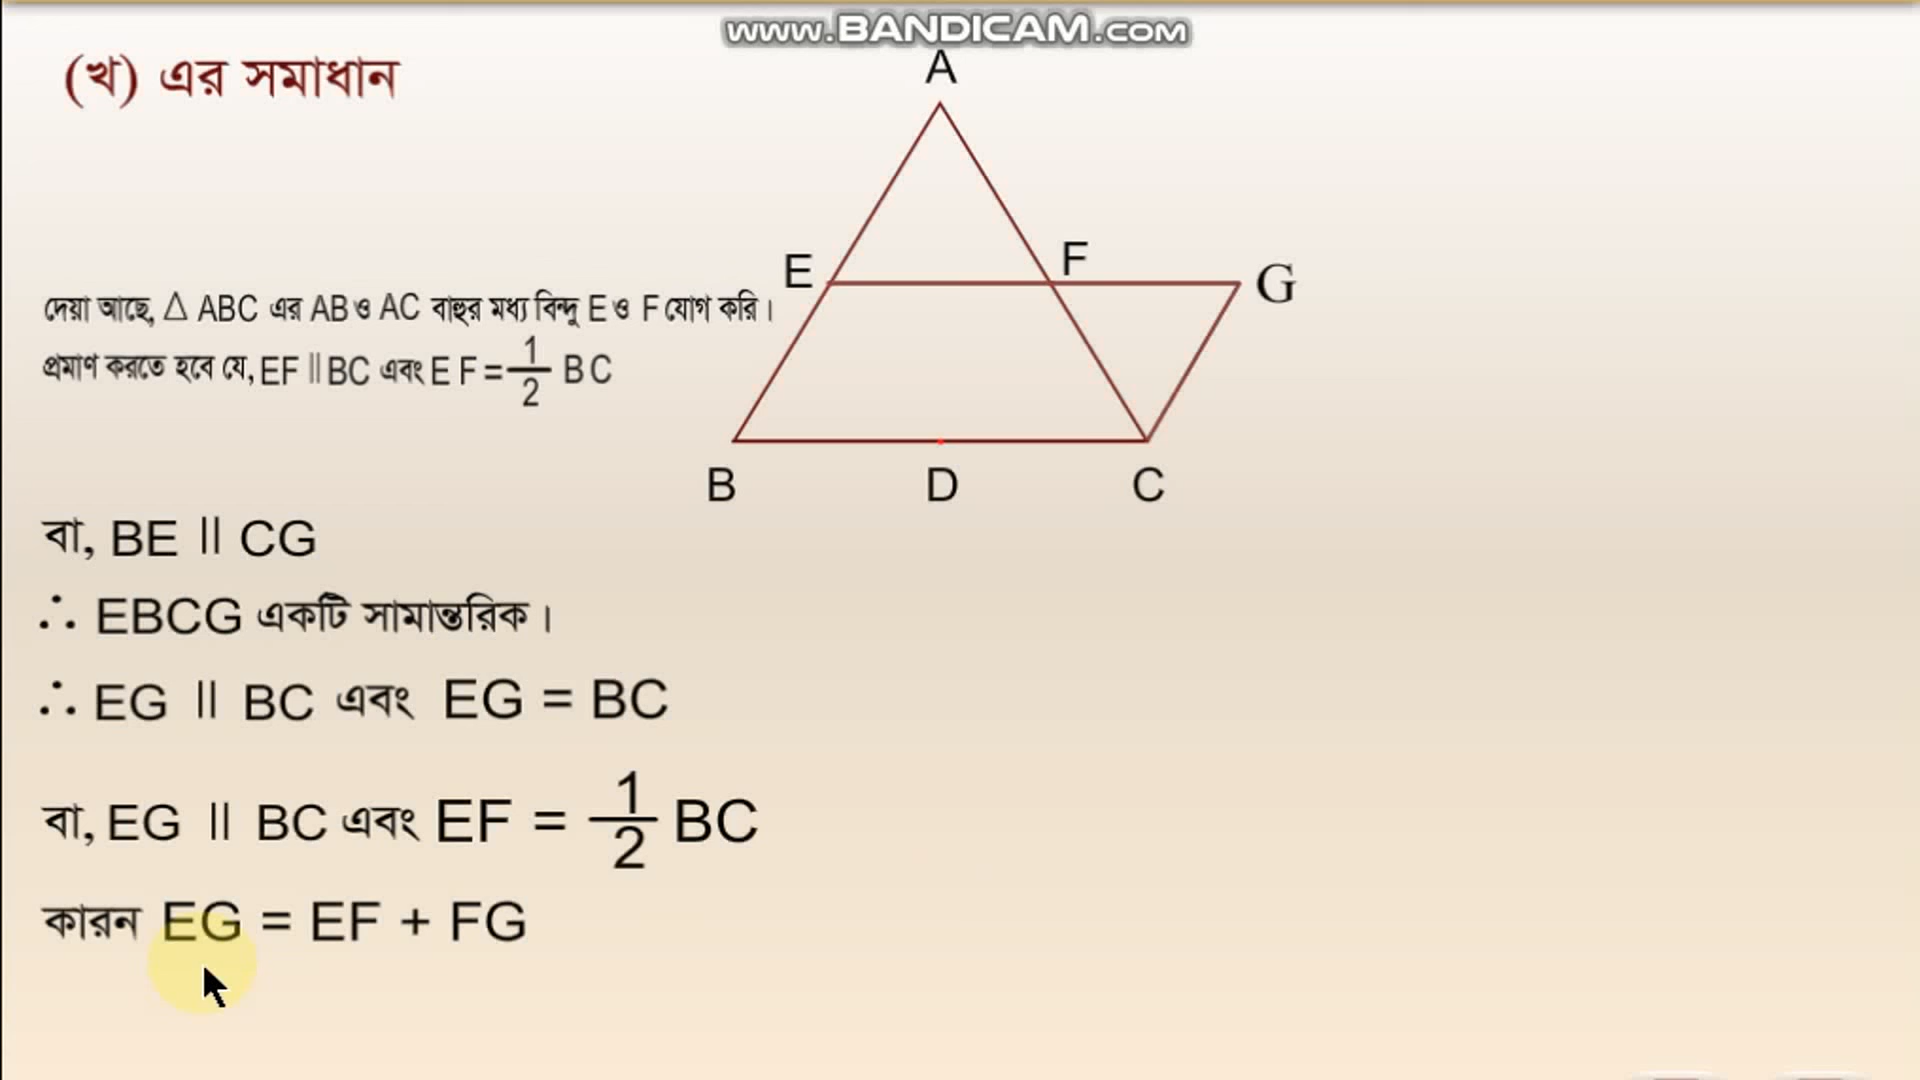 www.BANDICAM.com
(খ) এর সমাধান
A
E
F
G
দেয়া আছে, △ ABC এর AB ও AC বাহুর মধ্য বিন্দু E ও F যোগ করি।
প্রমাণ করতে হবে যে, EF || BC এবং E F = 1/2 B C
B
D
C
বা, BE || CG
∴ EBCG একটি সামান্তরিক।
∴ EG || BC এবং EG = BC
বা, EG || BC এবং EF = 1/2 BC
কারন EG = EF + FG